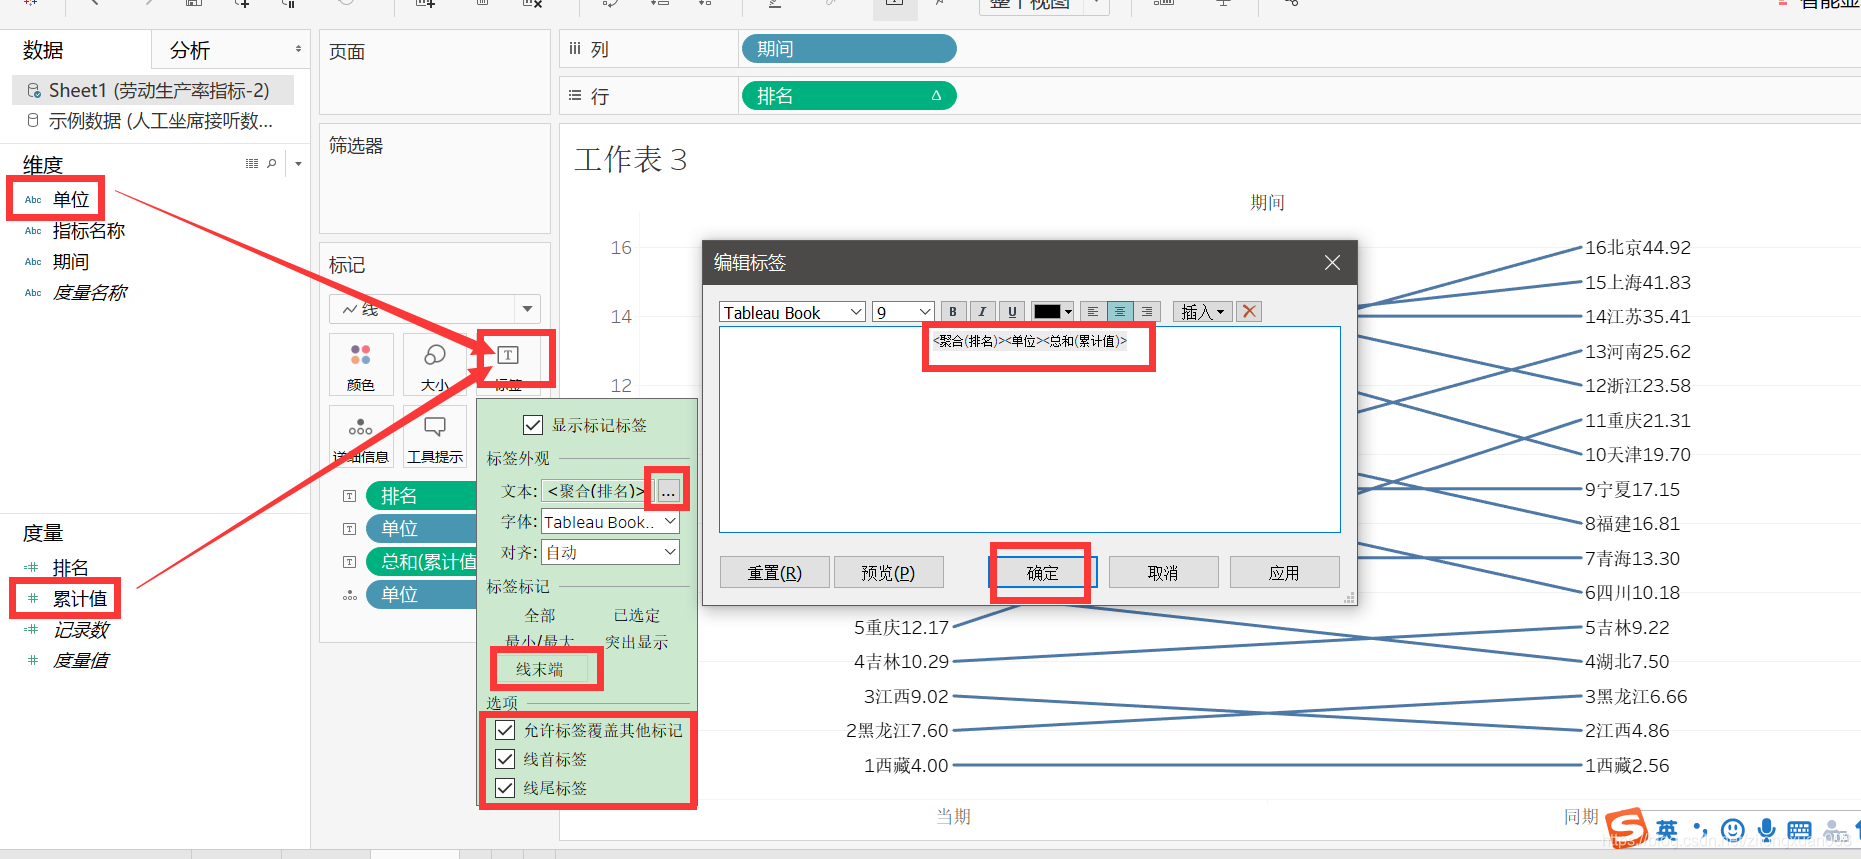 整个视图
智能显
数据
分析
页面
列
期间
Sheet1 (劳动生产率指标-2)
行
排名
示例数据 (人工坐席接听数...
筛选器
工作表 3
维度
Abc 单位
Abc 指标名称
Abc 期间
Abc 度量名称
期间
标记
线
颜色
大小
标签
详细信息
工具提示
排名
单位
总和(累计值
单位
度量
排名
累计值
记录数
度量值
显示标记标签
标签外观
文本: <聚合(排名)> ...
字体: Tableau Book..
对齐: 自动
标签标记
全部
已选定
最小/最大
突出显示
线末端
选项
允许标签覆盖其他标记
线首标签
线尾标签
编辑标签
Tableau Book
9
B I U
插入
<聚合(排名)><单位><总和(累计值)>
重置(R)
预览(P)
确定
取消
应用
16
14
12
16北京44.92
15上海41.83
14江苏35.41
13河南25.62
12浙江23.58
11重庆21.31
10天津19.70
9宁夏17.15
8福建16.81
7青海13.30
6四川10.18
5吉林9.22
4湖北7.50
3黑龙江6.66
2江西4.86
1西藏2.56
5重庆12.17
4吉林10.29
3江西9.02
2黑龙江7.60
1西藏4.00
当期
同期
英